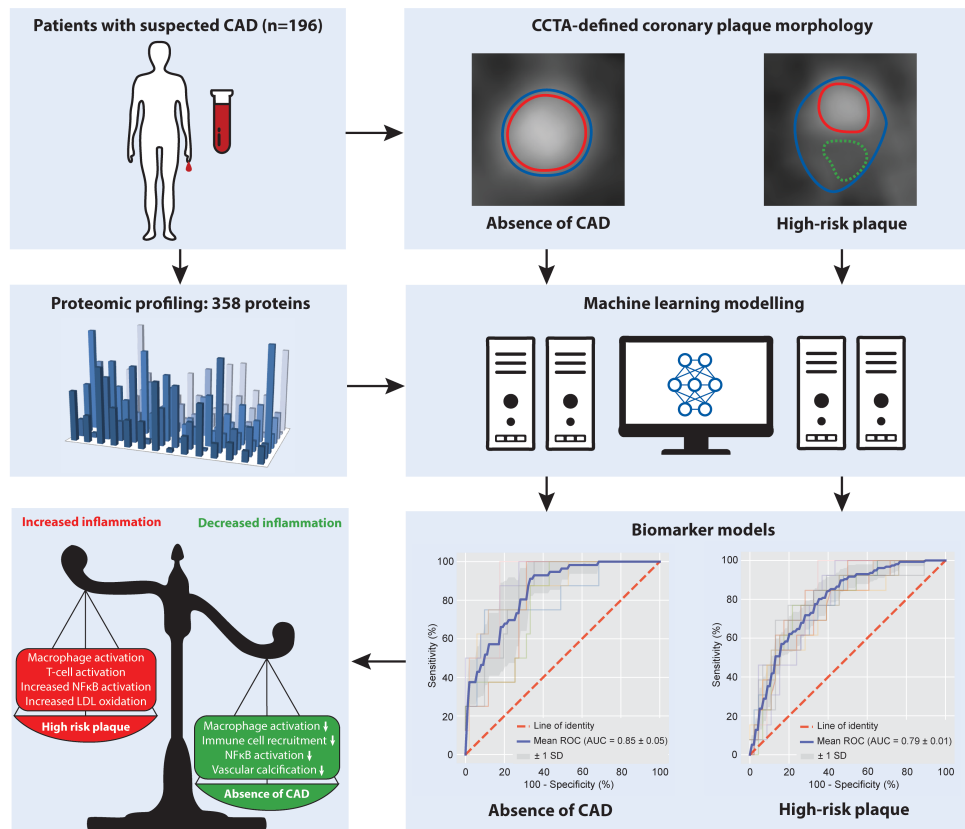 Patients with suspected CAD (n=196)
CCTA-defined coronary plaque morphology
Absence of CAD
High-risk plaque
Proteomic profiling: 358 proteins
Machine learning modelling
Increased inflammation
Decreased inflammation
Macrophage activation
T-cell activation
Increased NFκB activation
Increased LDL oxidation
High risk plaque
Macrophage activation ⬇
Immune cell recruitment ⬇
NFκB activation ⬇
Vascular calcification ⬇
Absence of CAD
Biomarker models
100
80
60
40
20
0
Sensitivity (%)
Line of identity
Mean ROC (AUC = 0.85 ± 0.05)
± 1 SD
0 20 40 60 80 100
100 - Specificity (%)
Absence of CAD
100
80
60
40
20
0
Sensitivity (%)
Line of identity
Mean ROC (AUC = 0.79 ± 0.01)
± 1 SD
0 20 40 60 80 100
100 - Specificity (%)
High-risk plaque